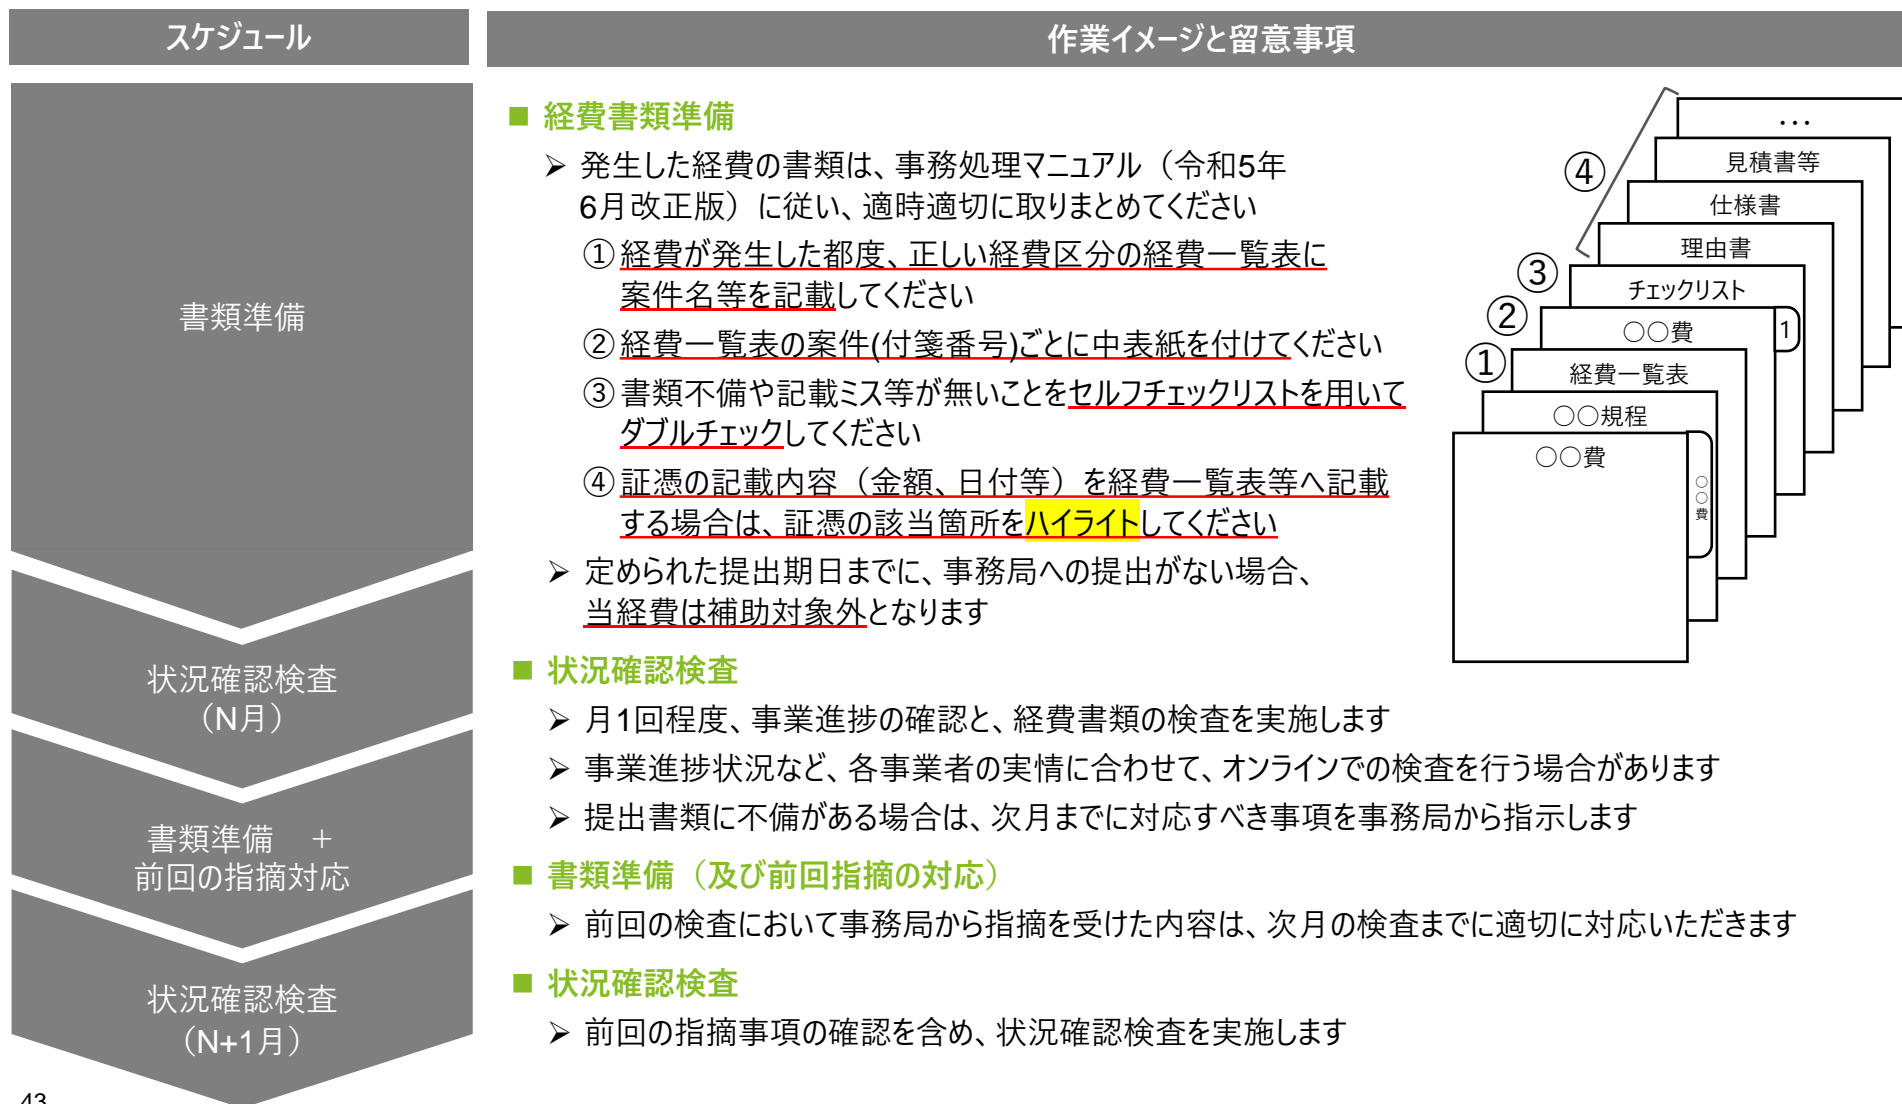 スケジュール
作業イメージと留意事項
書類準備
状況確認検査
（N月）
書類準備　＋
前回の指摘対応
状況確認検査
（N+1月）
■ 経費書類準備
➢ 発生した経費の書類は、事務処理マニュアル（令和5年
6月改正版）に従い、適時適切に取りまとめてください
①経費が発生した都度、正しい経費区分の経費一覧表に
案件名等を記載してください
②経費一覧表の案件(付箋番号)ごとに中表紙を付けてください
③書類不備や記載ミス等が無いことをセルフチェックリストを用いて
ダブルチェックしてください
④証憑の記載内容（金額、日付等）を経費一覧表等へ記載
する場合は、証憑の該当箇所をハイライトしてください
➢ 定められた提出期日までに、事務局への提出がない場合、
当経費は補助対象外となります
…
④
見積書等
仕様書
理由書
③
チェックリスト
②
〇〇費
1
①
経費一覧表
〇〇規程
〇〇費
〇〇費
■ 状況確認検査
➢ 月1回程度、事業進捗の確認と、経費書類の検査を実施します
➢ 事業進捗状況など、各事業者の実情に合わせて、オンラインでの検査を行う場合があります
➢ 提出書類に不備がある場合は、次月までに対応すべき事項を事務局から指示します
■ 書類準備（及び前回指摘の対応）
➢ 前回の検査において事務局から指摘を受けた内容は、次月の検査までに適切に対応いただきます
■ 状況確認検査
➢ 前回の指摘事項の確認を含め、状況確認検査を実施します
43